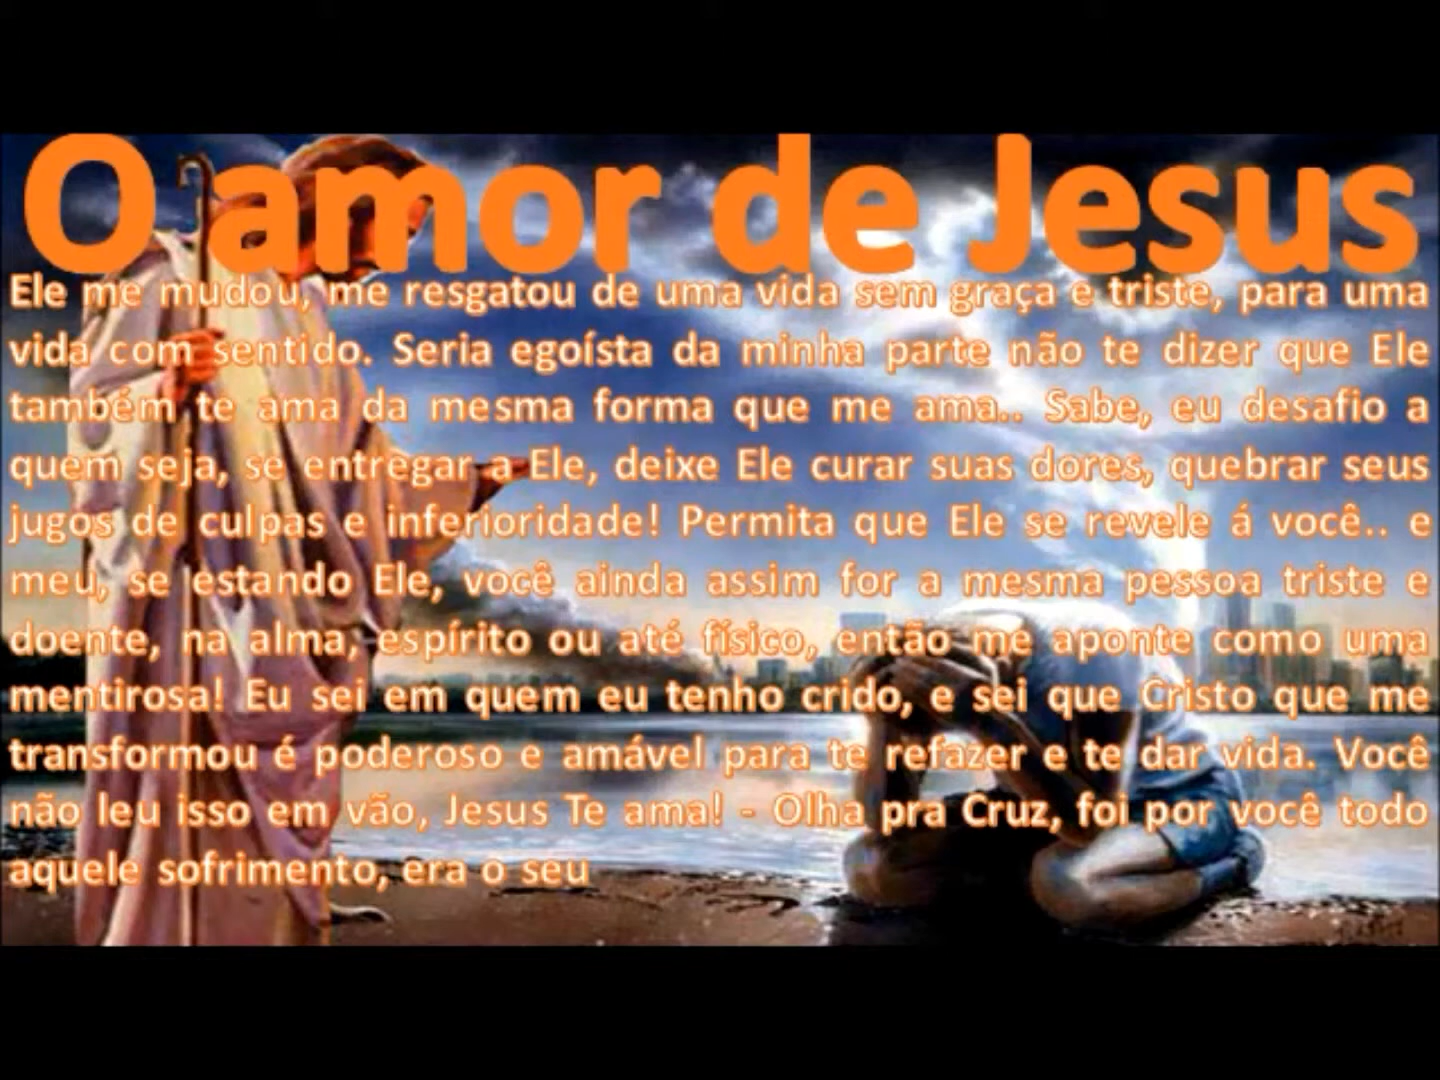 O amor de Jesus
Ele me mudou, me resgatou de uma vida sem graça e triste, para uma
vida com sentido. Seria egoísta da minha parte não te dizer que Ele
também te ama da mesma forma que me ama.. Sabe, eu desafio a
quem seja, se entregar a Ele, deixe Ele curar suas dores, quebrar seus
jugos de culpas e inferioridade! Permita que Ele se revele á você.. e
meu, se estando Ele, você ainda assim for a mesma pessoa triste e
doente, na alma, espírito ou até físico, então me aponte como uma
mentirosa! Eu sei em quem eu tenho crido, e sei que Cristo que me
transformou é poderoso e amável para te refazer e te dar vida. Você
não leu isso em vão, Jesus Te ama! - Olha pra Cruz, foi por você todo
aquele sofrimento, era o seu